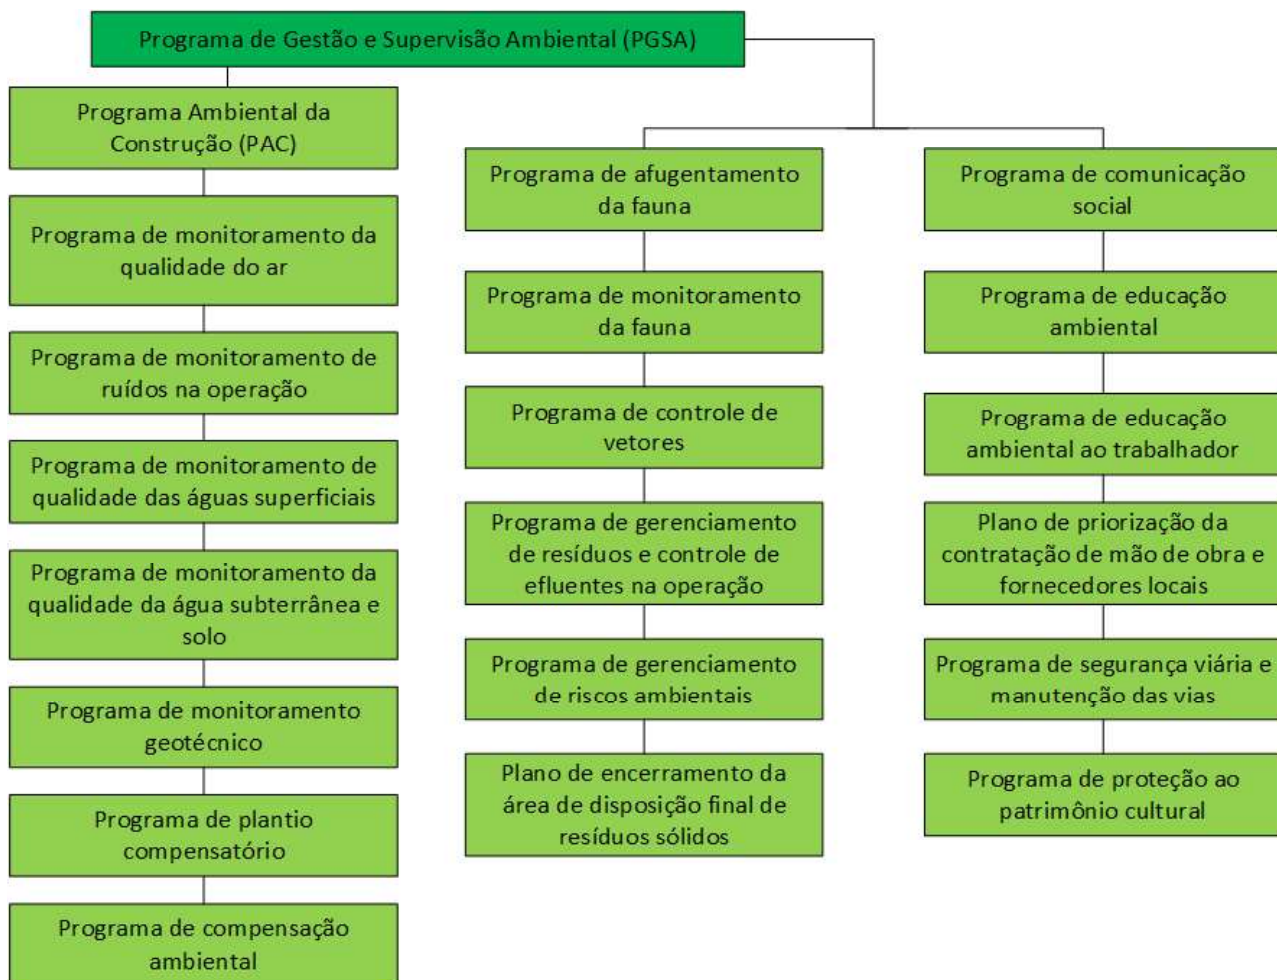 Programa de Gestão e Supervisão Ambiental (PGSA)
Programa Ambiental da
Construção (PAC)
Programa de monitoramento da
qualidade do ar
Programa de monitoramento de
ruídos na operação
Programa de monitoramento de
qualidade das águas superficiais
Programa de monitoramento da
qualidade da água subterrânea e
solo
Programa de monitoramento
geotécnico
Programa de plantio
compensatório
Programa de compensação
ambiental
Programa de afugentamento
da fauna
Programa de monitoramento
da fauna
Programa de controle de
vetores
Programa de gerenciamento
de resíduos e controle de
efluentes na operação
Programa de gerenciamento
de riscos ambientais
Plano de encerramento da
área de disposição final de
resíduos sólidos
Programa de comunicação
social
Programa de educação
ambiental
Programa de educação
ambiental ao trabalhador
Plano de priorização da
contratação de mão de obra e
fornecedores locais
Programa de segurança viária e
manutenção das vias
Programa de proteção ao
patrimônio cultural